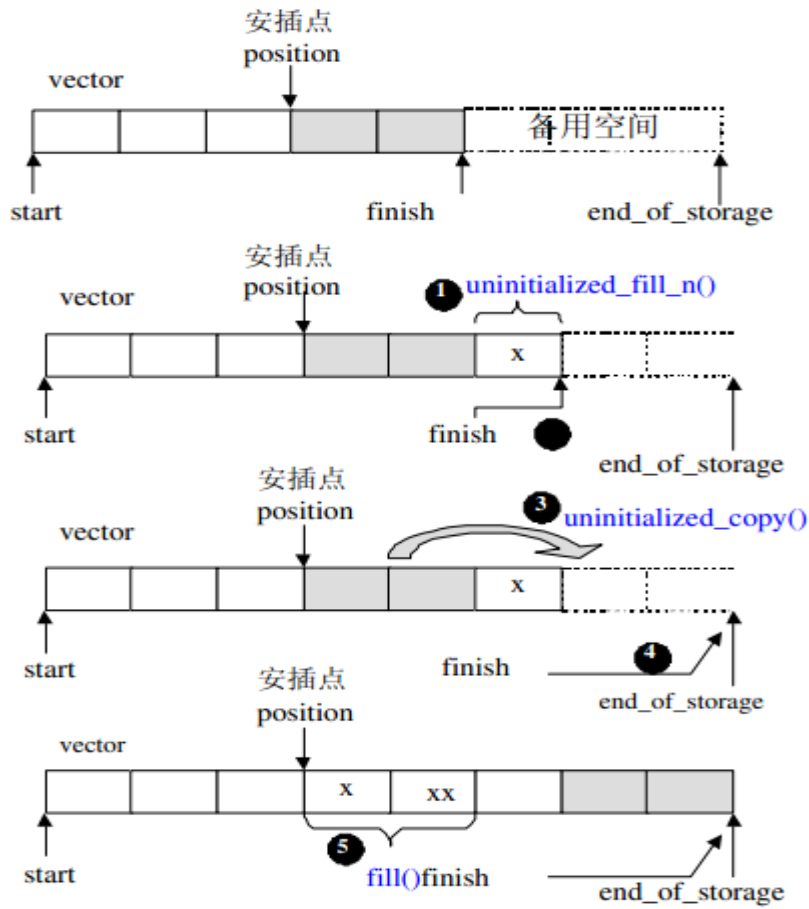 安插点
position
vector
备用空间
start
finish
end_of_storage
安插点
position
vector
1
uninitialized_fill_n()
x
start
finish
end_of_storage
安插点
position
3
uninitialized_copy()
vector
x
start
finish
4
end_of_storage
安插点
position
vector
x
xx
5
start
fill()finish
end_of_storage